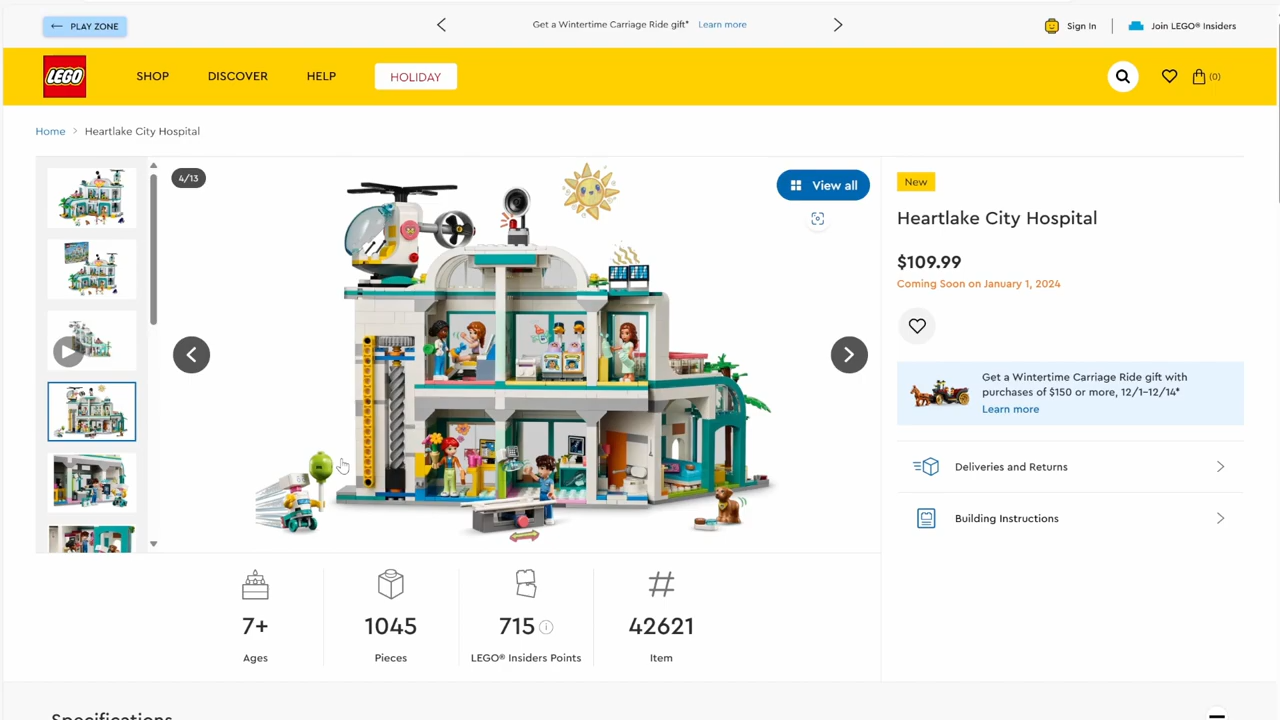 PLAY ZONE
Get a Wintertime Carriage Ride gift* Learn more
Sign In
Join LEGO® Insiders
LEGO
SHOP
DISCOVER
HELP
HOLIDAY
(0)
Home > Heartlake City Hospital
4/13
View all
New
Heartlake City Hospital
$109.99
Coming Soon on January 1, 2024
Get a Wintertime Carriage Ride gift with
purchases of $150 or more, 12/1-12/14*
Learn more
Deliveries and Returns
Building Instructions
7+
Ages
1045
Pieces
715
LEGO® Insiders Points
#
42621
Item
Specifications